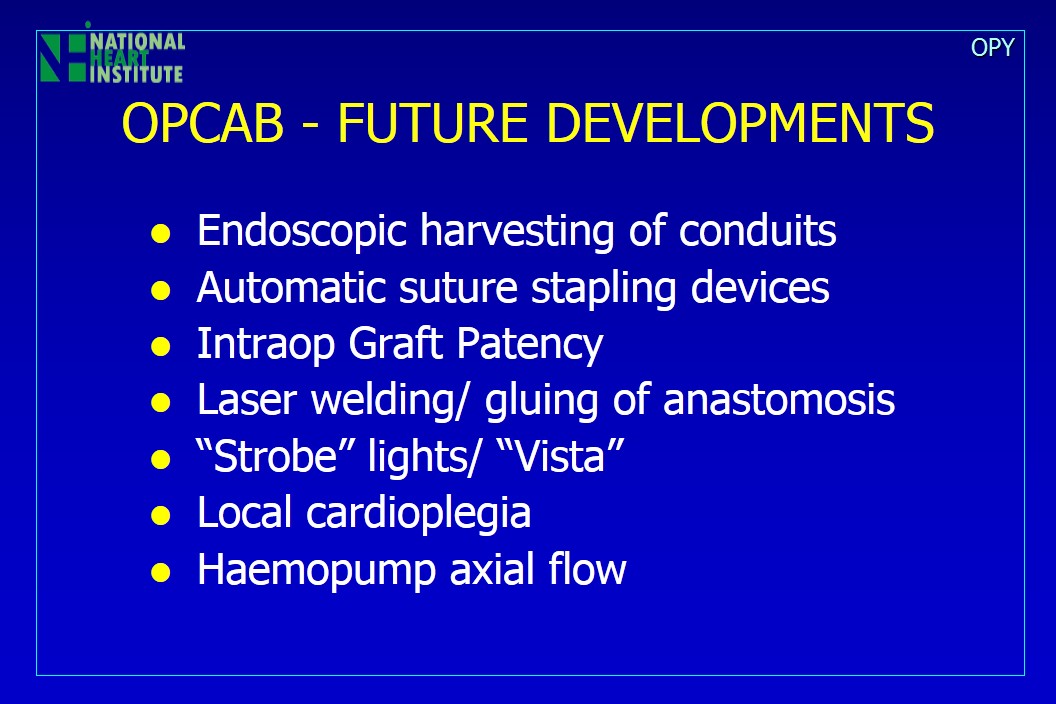 NATIONAL
HEART
INSTITUTE
OPY
OPCAB - FUTURE DEVELOPMENTS
Endoscopic harvesting of conduits
Automatic suture stapling devices
Intraop Graft Patency
Laser welding/ gluing of anastomosis
“Strobe” lights/ “Vista”
Local cardioplegia
Haemopump axial flow